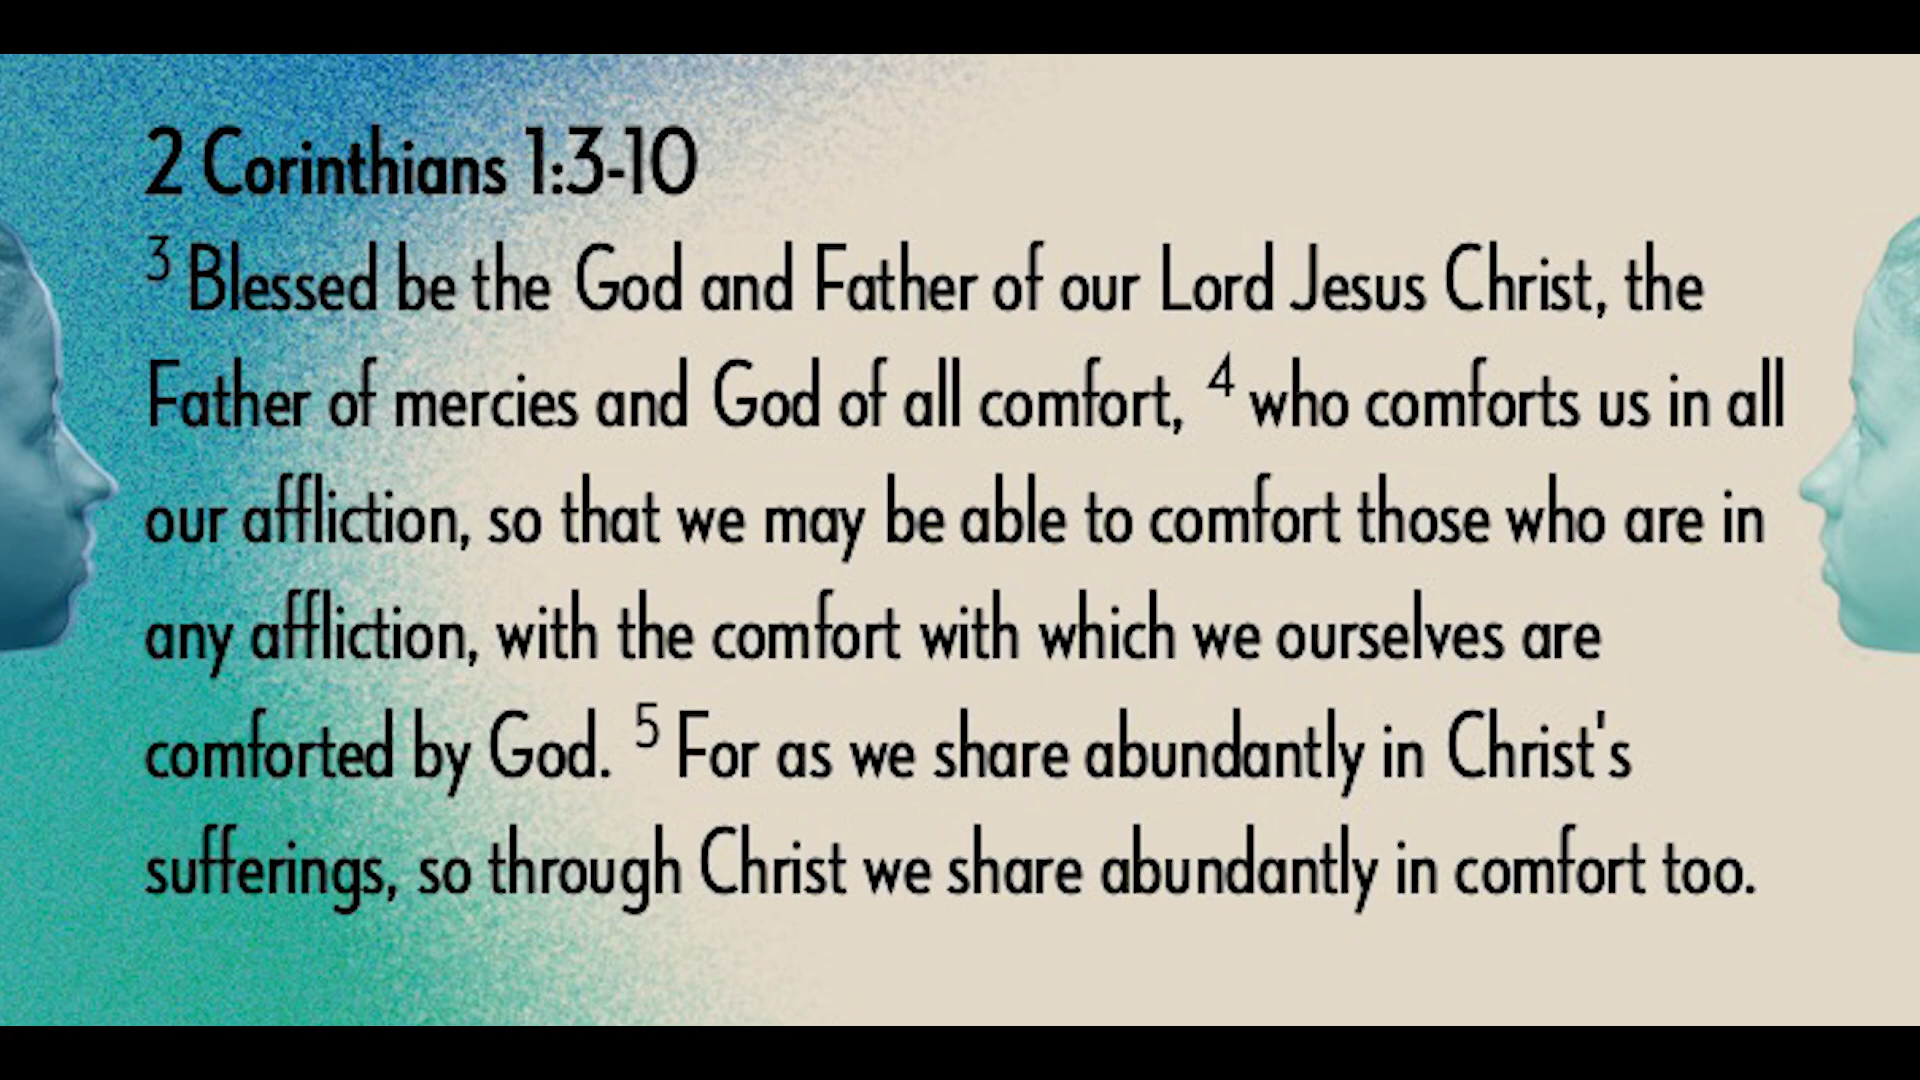 2 Corinthians 1:3-10
3 Blessed be the God and Father of our Lord Jesus Christ, the
Father of mercies and God of all comfort, 4 who comforts us in all
our affliction, so that we may be able to comfort those who are in
any affliction, with the comfort with which we ourselves are
comforted by God. 5 For as we share abundantly in Christ's
sufferings, so through Christ we share abundantly in comfort too.